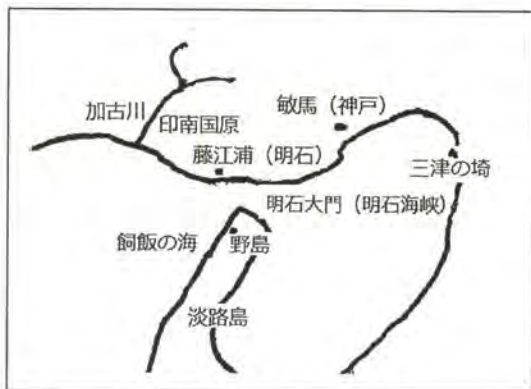 敏馬（神戸）
加古川
印南国原
藤江浦（明石）
三津の埼
明石大門（明石海峡）
飼飯の海
野島
淡路島